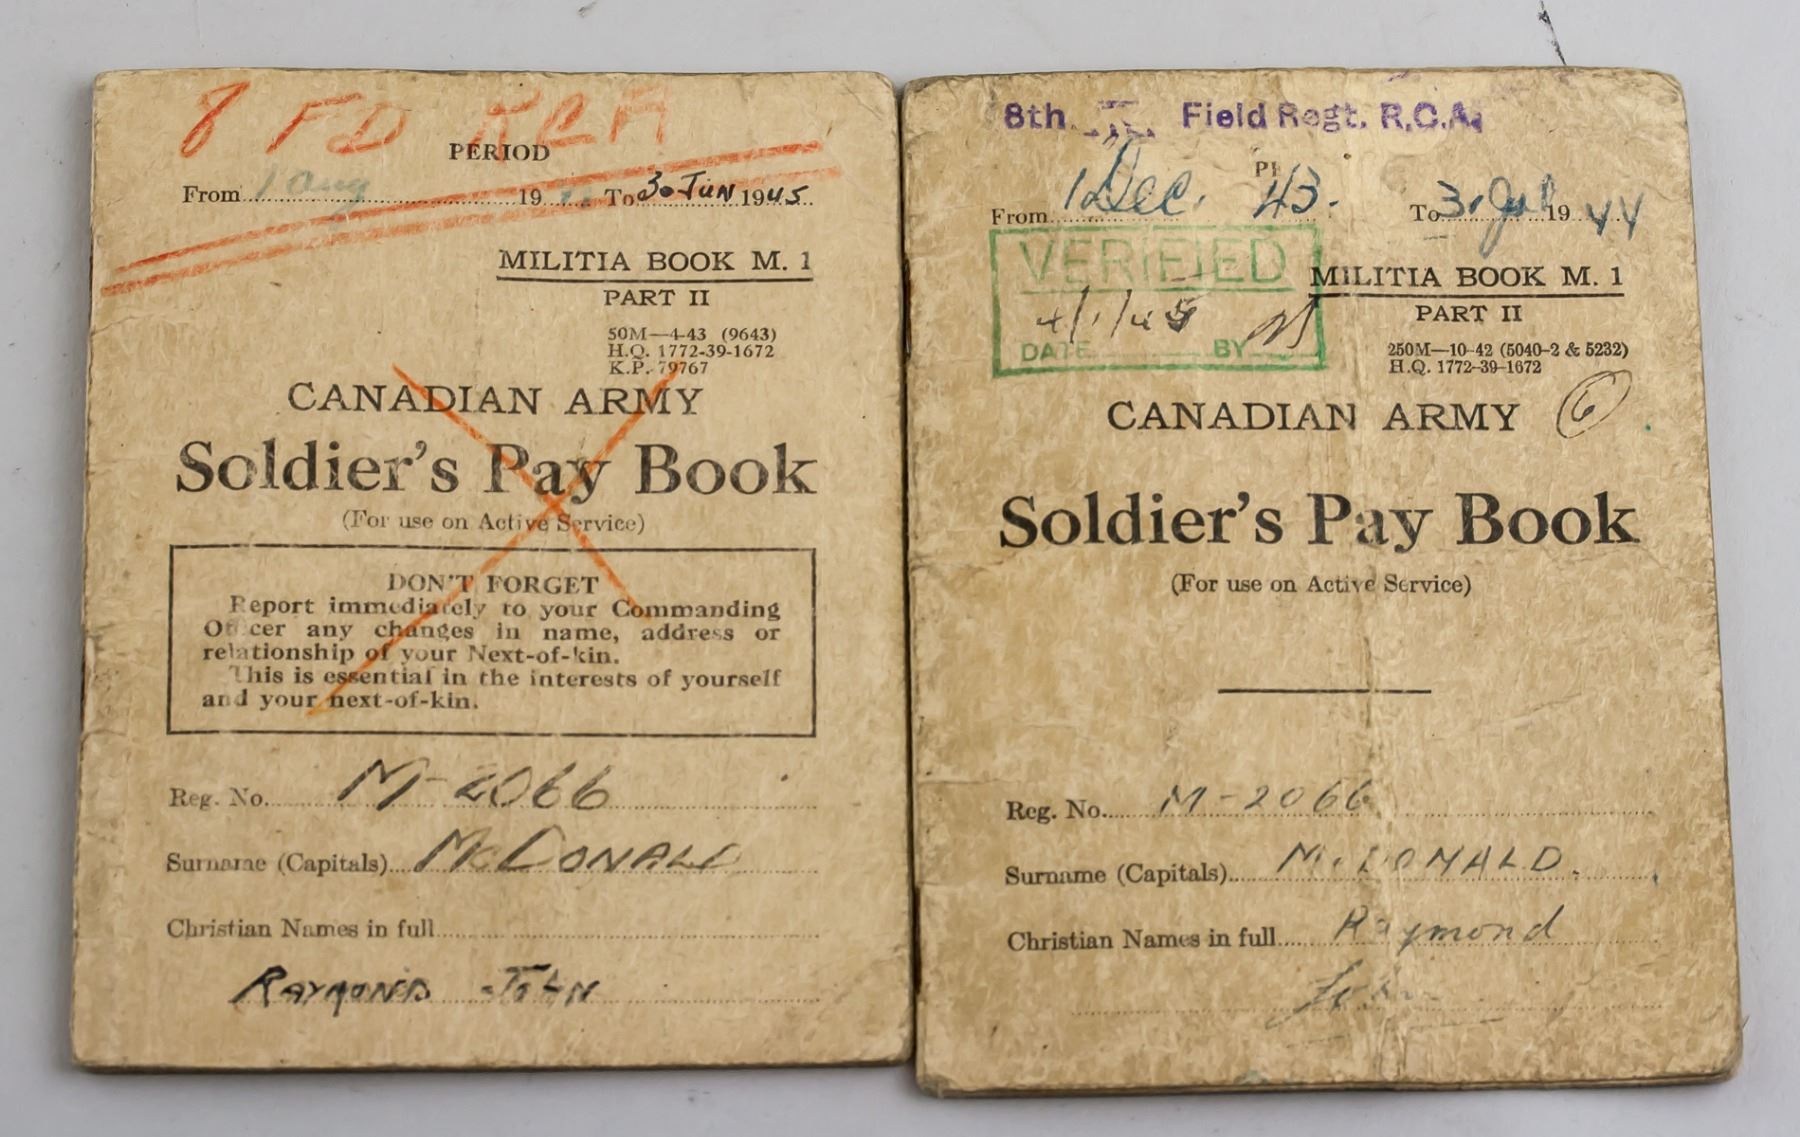 8 FD RCA
PERIOD
From 1 Aug 19 To 30 JUN 1945
MILITIA BOOK M. 1
PART II
50M—4-43 (9643)
H.Q. 1772-39-1672
K.P. 79767
CANADIAN ARMY
Soldier's Pay Book
(For use on Active Service)
DON'T FORGET
Report immediately to your Commanding
Officer any changes in name, address or
relationship of your Next-of-kin.
This is essential in the interests of yourself
and your next-of-kin.
Reg. No. M-2066
Surname (Capitals) McDONALD
Christian Names in full
RAYMOND JOHN
8th Field Regt. R.C.A.
From 1 Dec. 43. To 31 Jul 19 44
VERIFIED
4/1/45
DATE BY
MILITIA BOOK M. 1
PART II
250M—10-42 (5040-2 & 5232)
H.Q. 1772-39-1672
CANADIAN ARMY 6
Soldier's Pay Book
(For use on Active Service)
Reg. No. M-2066
Surname (Capitals) McDONALD.
Christian Names in full Raymond
John